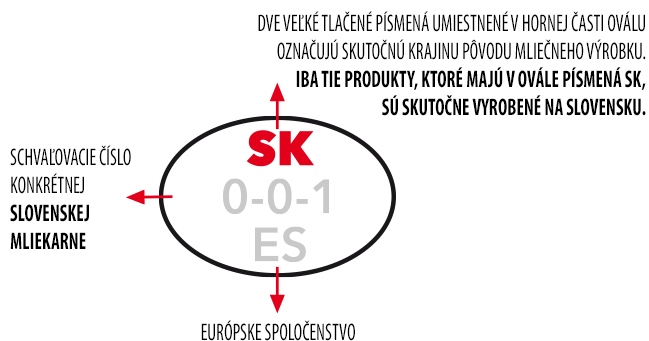 DVE VEĽKÉ TLAČENÉ PÍSMENÁ UMIESTNENÉ V HORNEJ ČASTI OVÁLU
OZNAČUJÚ SKUTOČNÚ KRAJINU PÔVODU MLIEČNEHO VÝROBKU.
IBA TIE PRODUKTY, KTORÉ MAJÚ V OVÁLE PÍSMENÁ SK,
SÚ SKUTOČNE VYROBENÉ NA SLOVENSKU.
SCHVAĽOVACIE ČÍSLO
KONKRÉTNEJ
SLOVENSKEJ
MLIEKARNE
SK
0-0-1
ES
EURÓPSKE SPOLOČENSTVO